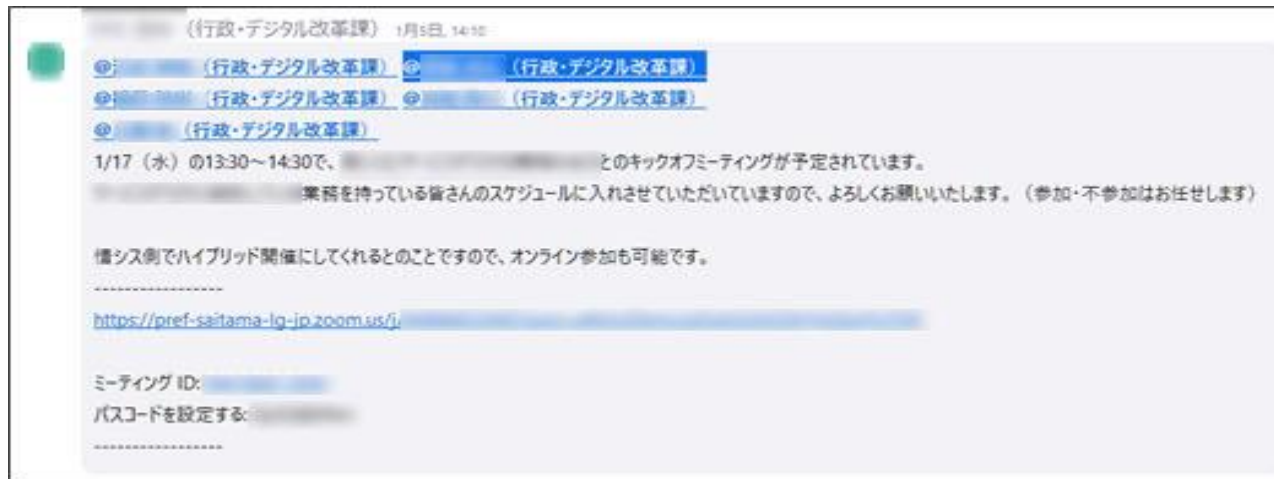 （行政・デジタル改革課） 1月5日, 14:10
@ （行政・デジタル改革課） @ （行政・デジタル改革課）
@ （行政・デジタル改革課） @ （行政・デジタル改革課）
@ （行政・デジタル改革課）
1/17（水）の13:30～14:30で、 とのキックオフミーティングが予定されています。
業務を持っている皆さんのスケジュールに入れさせていただいていますので、よろしくお願いいたします。（参加・不参加はお任せします）
情シス側でハイブリッド開催にしてくれるとのことですので、オンライン参加も可能です。
-----------------
https://pref-saitama-lg-jp.zoom.us/j/
ミーティング ID:
パスコードを設定する:
-----------------